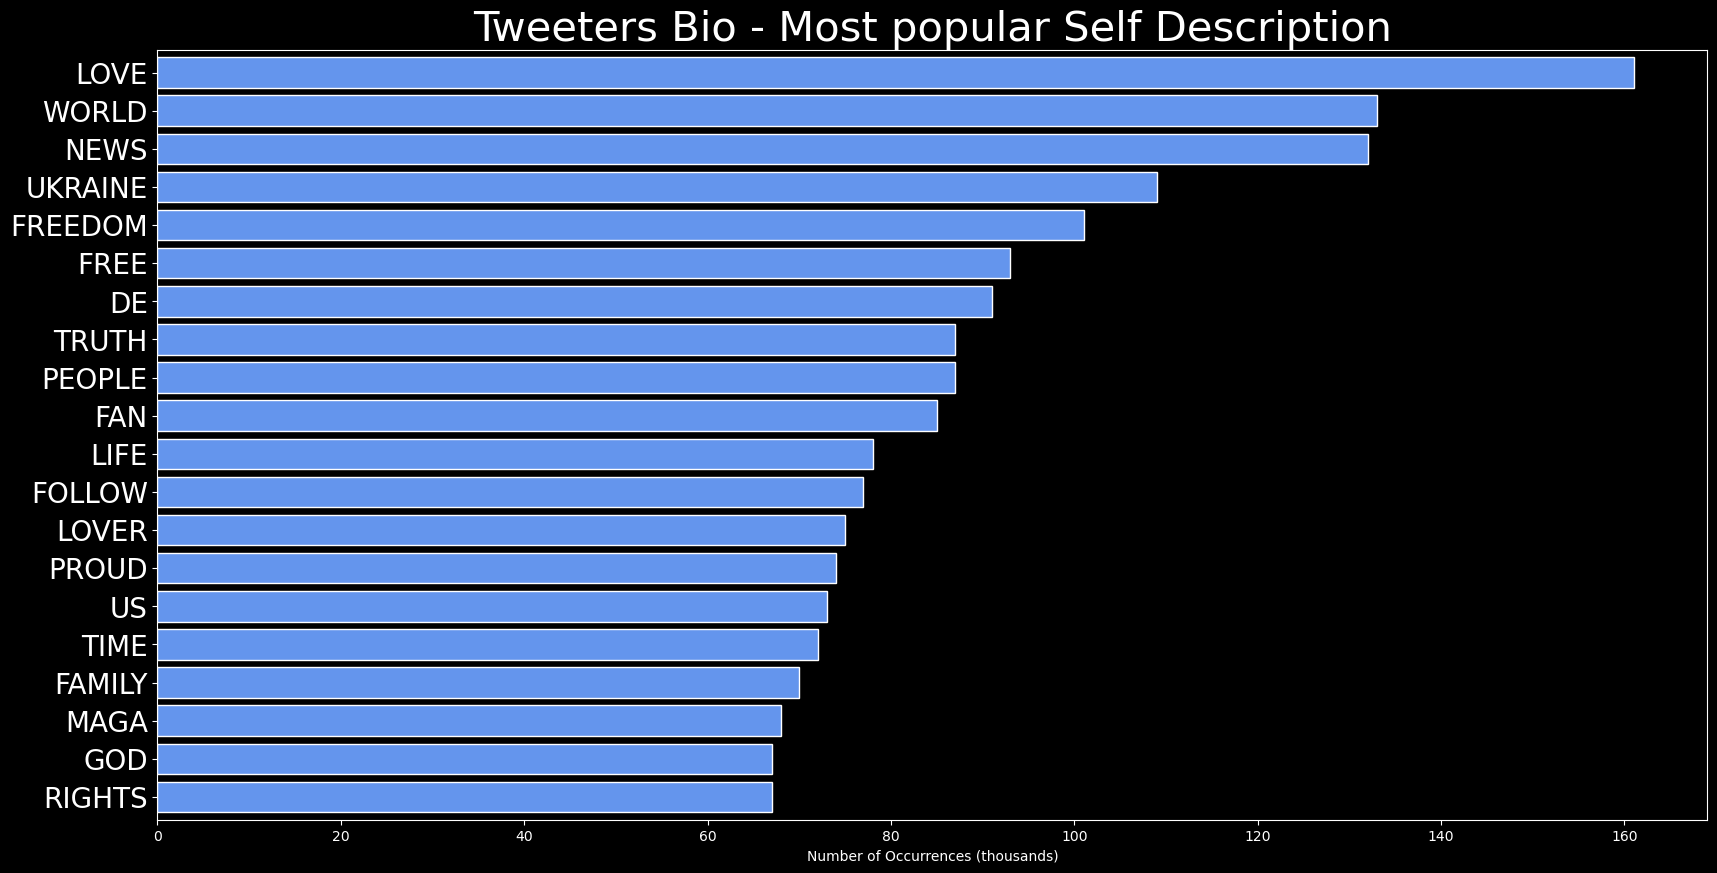 Tweeters Bio - Most popular Self Description
LOVE
WORLD
NEWS
UKRAINE
FREEDOM
FREE
DE
TRUTH
PEOPLE
FAN
LIFE
FOLLOW
LOVER
PROUD
US
TIME
FAMILY
MAGA
GOD
RIGHTS
0 20 40 60 80 100 120 140 160
Number of Occurrences (thousands)